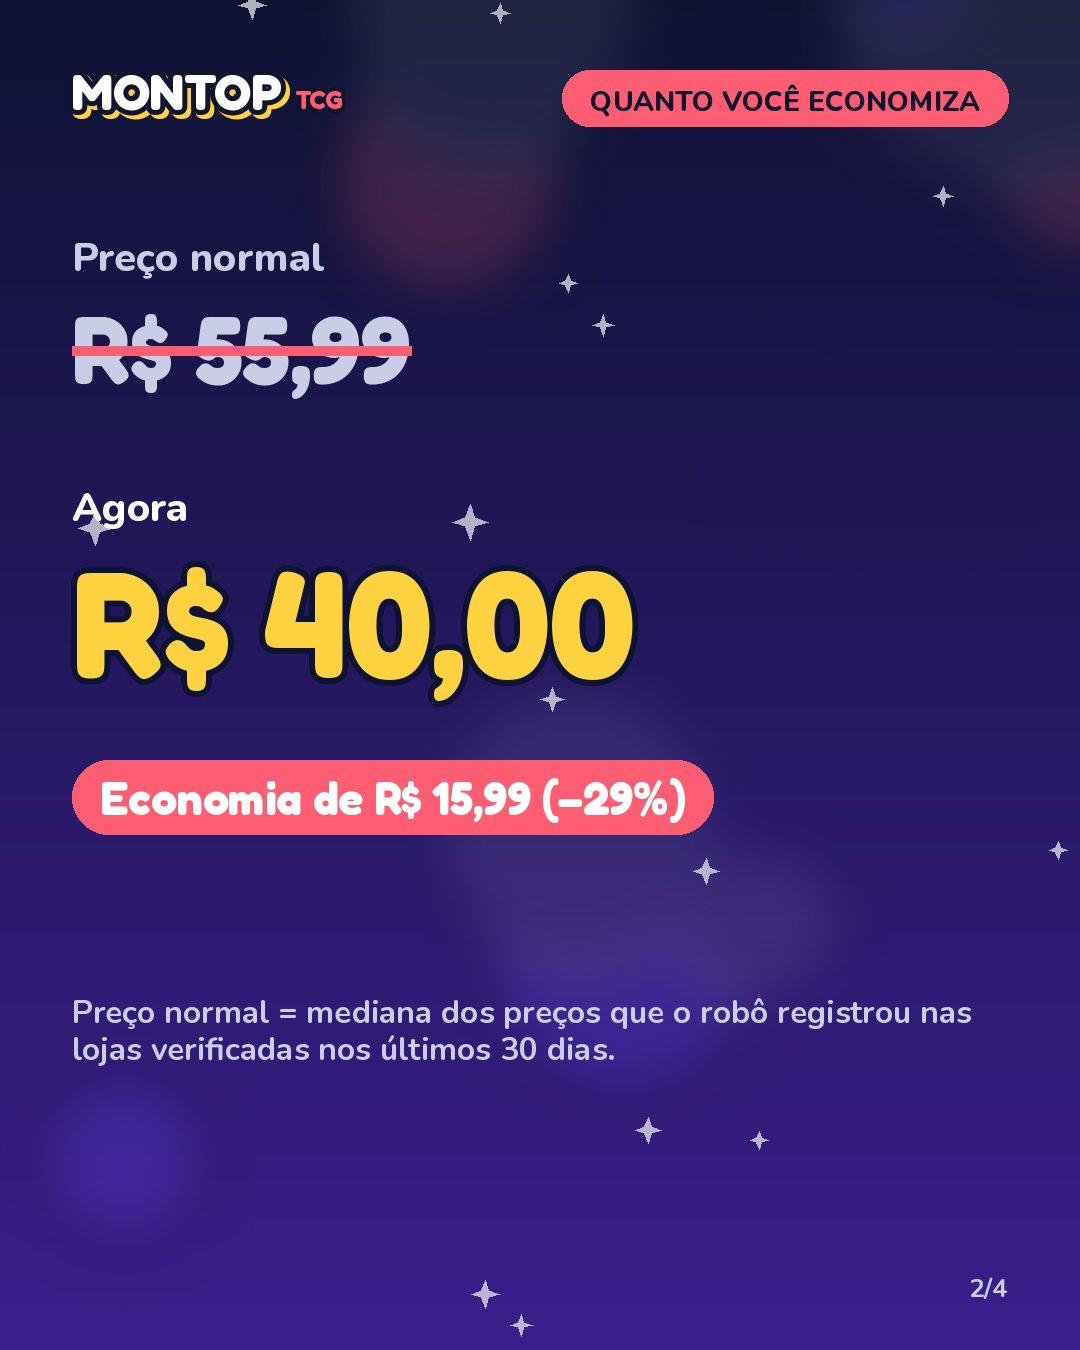 MONTOP TCG
QUANTO VOCÊ ECONOMIZA
Preço normal
R$ 55,99
Agora
R$ 40,00
Economia de R$ 15,99 (–29%)
Preço normal = mediana dos preços que o robô registrou nas
lojas verificadas nos últimos 30 dias.
2/4